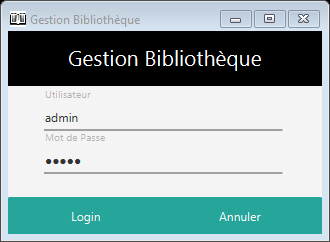 Gestion Bibliothèque
Gestion Bibliothèque
Utilisateur
admin
Mot de Passe
•••••
Login Annuler